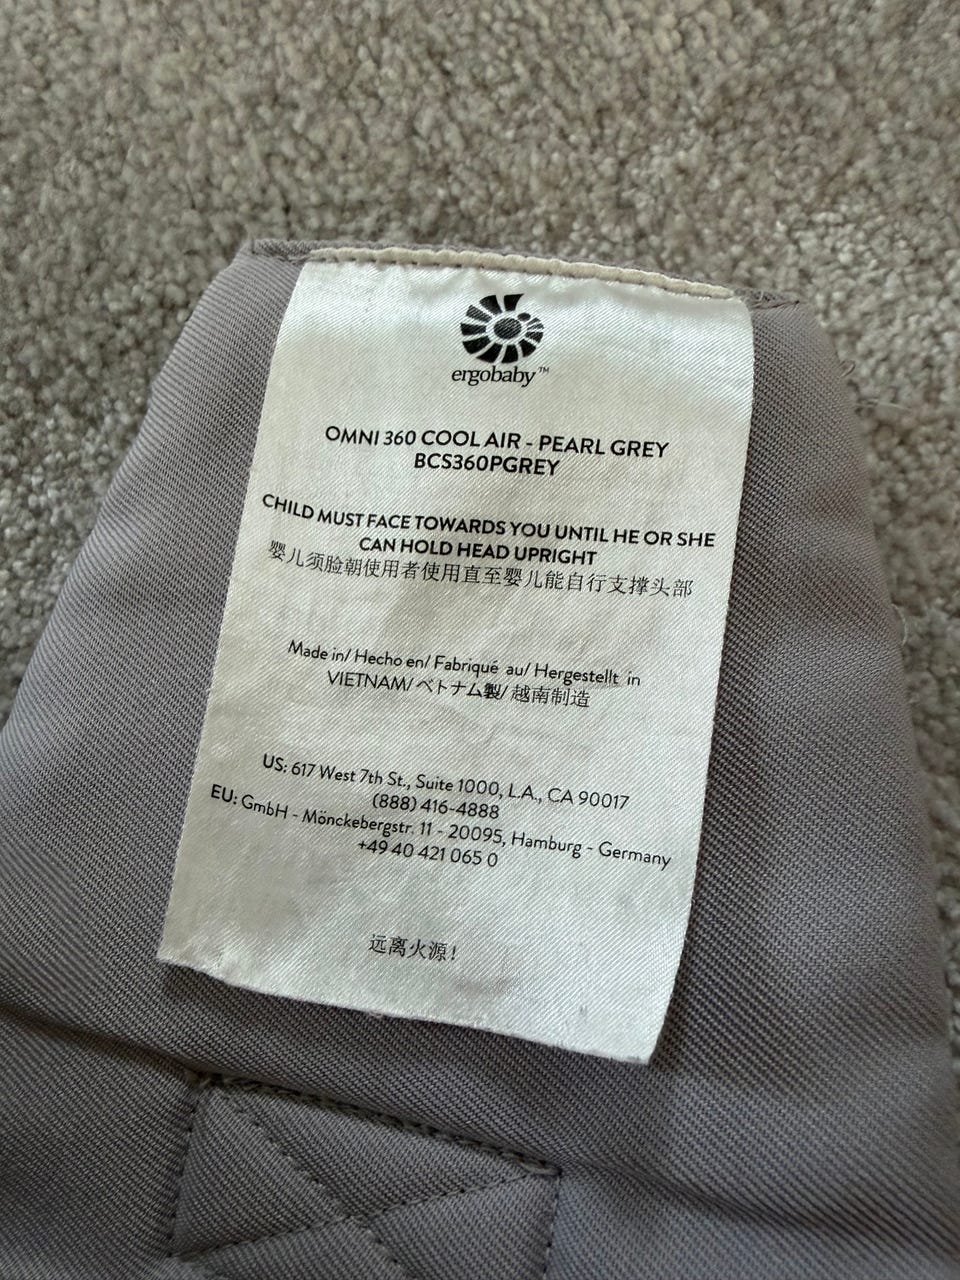 ergobaby™
OMNI 360 COOL AIR - PEARL GREY
BCS360PGREY
CHILD MUST FACE TOWARDS YOU UNTIL HE OR SHE
CAN HOLD HEAD UPRIGHT
婴儿须脸朝使用者使用直至婴儿能自行支撑头部
Made in/ Hecho en/ Fabriqué au/ Hergestellt in
VIETNAM/ ベトナム製/ 越南制造
US: 617 West 7th St., Suite 1000, L.A., CA 90017
(888) 416-4888
EU: GmbH - Mönckebergstr. 11 - 20095, Hamburg - Germany
+49 40 421 065 0
远离火源!